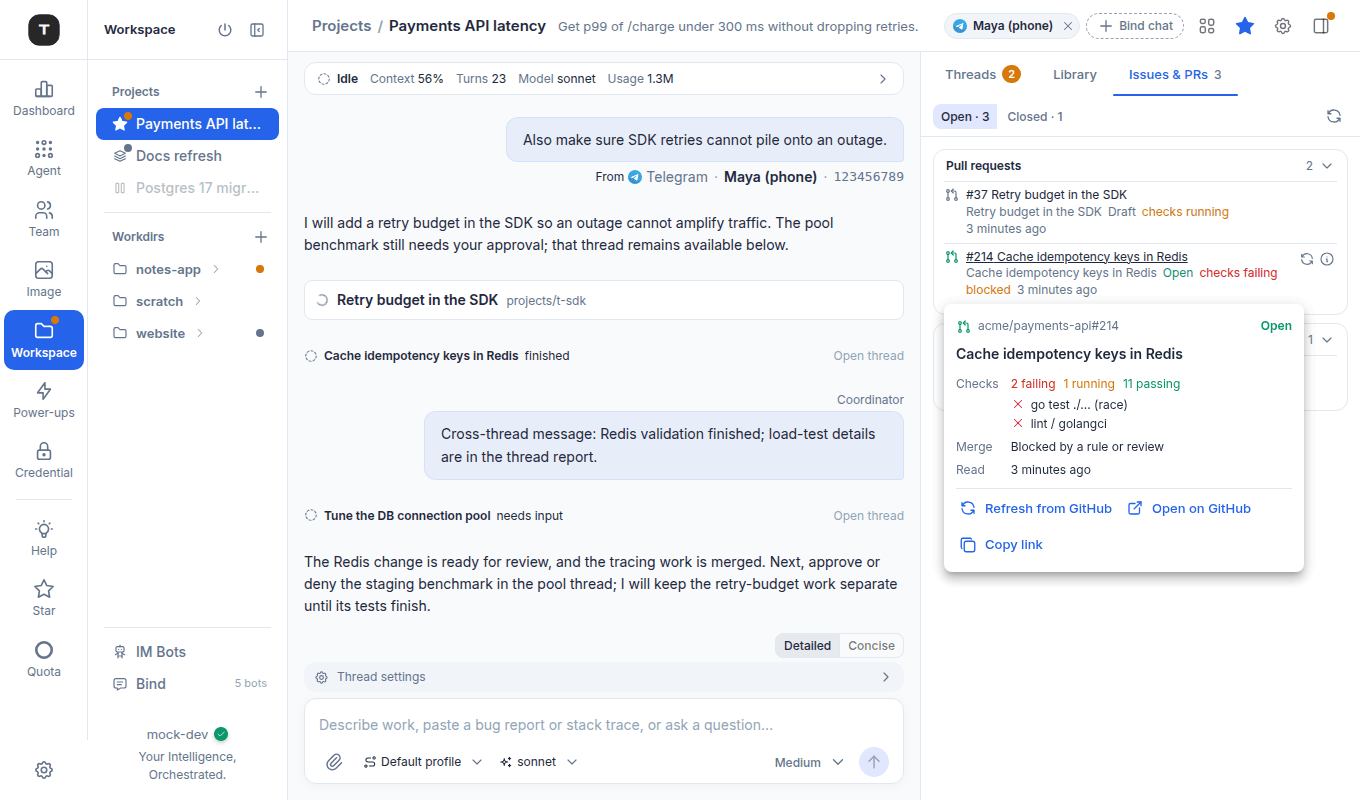 T
Dashboard
Agent
Team
Image
Workspace
Power-ups
Credential
Help
Star
Quota
Workspace
Projects
Payments API lat...
Docs refresh
Postgres 17 migr...
Workdirs
notes-app
scratch
website
IM Bots
Bind
5 bots
mock-dev
Your Intelligence,
Orchestrated.
Projects / Payments API latency Get p99 of /charge under 300 ms without dropping retries.
Maya (phone)
Bind chat
Idle Context 56% Turns 23 Model sonnet Usage 1.3M
Also make sure SDK retries cannot pile onto an outage.
From Telegram · Maya (phone) · 123456789
I will add a retry budget in the SDK so an outage cannot amplify traffic. The pool
benchmark still needs your approval; that thread remains available below.
Retry budget in the SDK projects/t-sdk
Cache idempotency keys in Redis finished Open thread
Coordinator
Cross-thread message: Redis validation finished; load-test details
are in the thread report.
Tune the DB connection pool needs input Open thread
The Redis change is ready for review, and the tracing work is merged. Next, approve or
deny the staging benchmark in the pool thread; I will keep the retry-budget work separate
until its tests finish.
Detailed Concise
Thread settings
Describe work, paste a bug report or stack trace, or ask a question...
Default profile sonnet Medium
Threads 2 Library Issues & PRs 3
Open · 3 Closed · 1
Pull requests 2
#37 Retry budget in the SDK
Retry budget in the SDK Draft checks running
3 minutes ago
#214 Cache idempotency keys in Redis
Cache idempotency keys in Redis Open checks failing
blocked 3 minutes ago
1
acme/payments-api#214 Open
Cache idempotency keys in Redis
Checks 2 failing 1 running 11 passing
go test ./... (race)
lint / golangci
Merge Blocked by a rule or review
Read 3 minutes ago
Refresh from GitHub Open on GitHub
Copy link